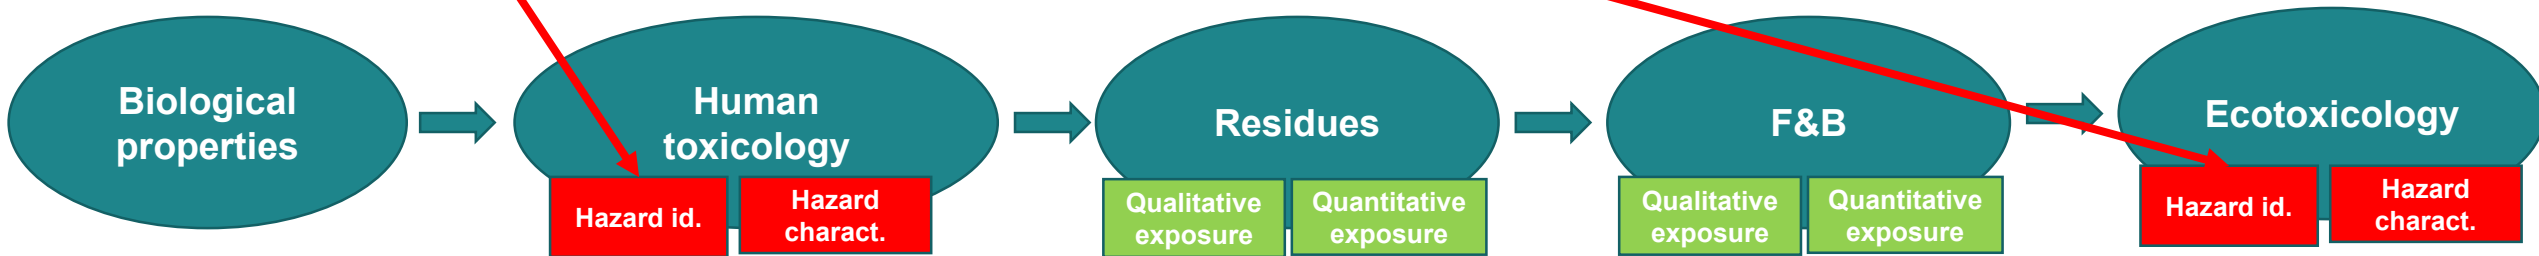 Biological
properties
Human
toxicology
Hazard id.
Hazard
charact.
Residues
Qualitative
exposure
Quantitative
exposure
F&B
Qualitative
exposure
Quantitative
exposure
Ecotoxicology
Hazard id.
Hazard
charact.